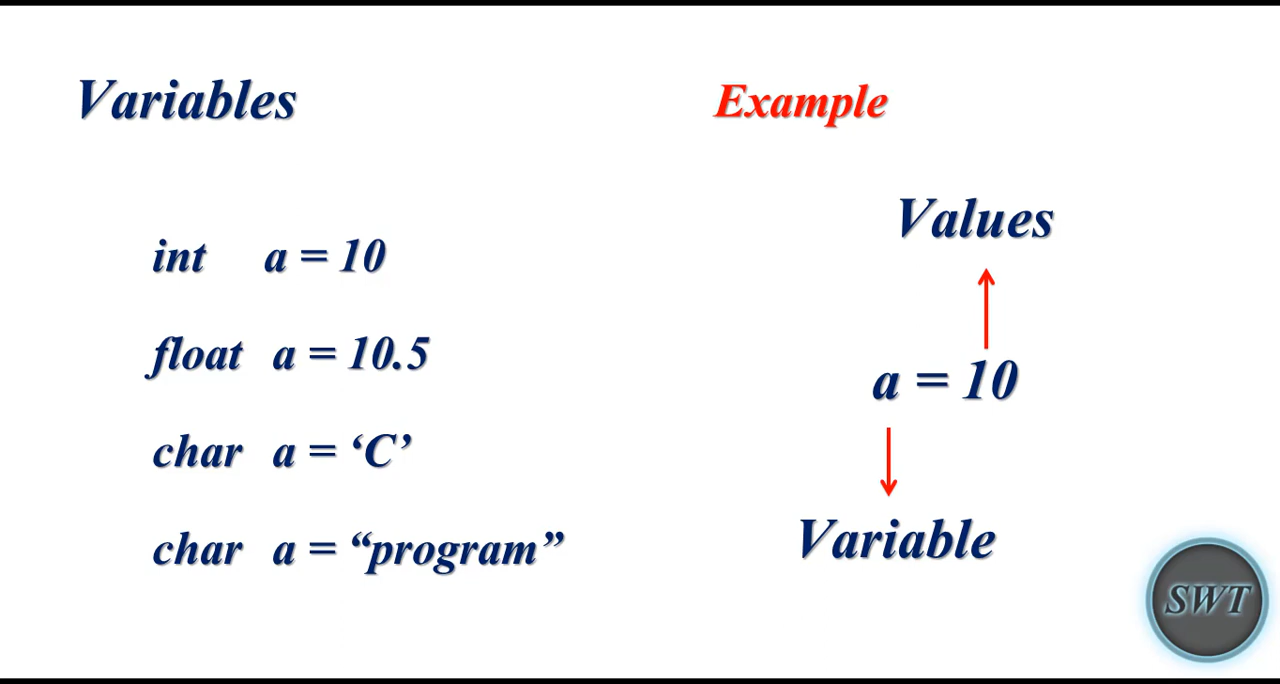 Variables
int a = 10
float a = 10.5
char a = ‘C’
char a = “program”
Example
Values
a = 10
Variable
SWT